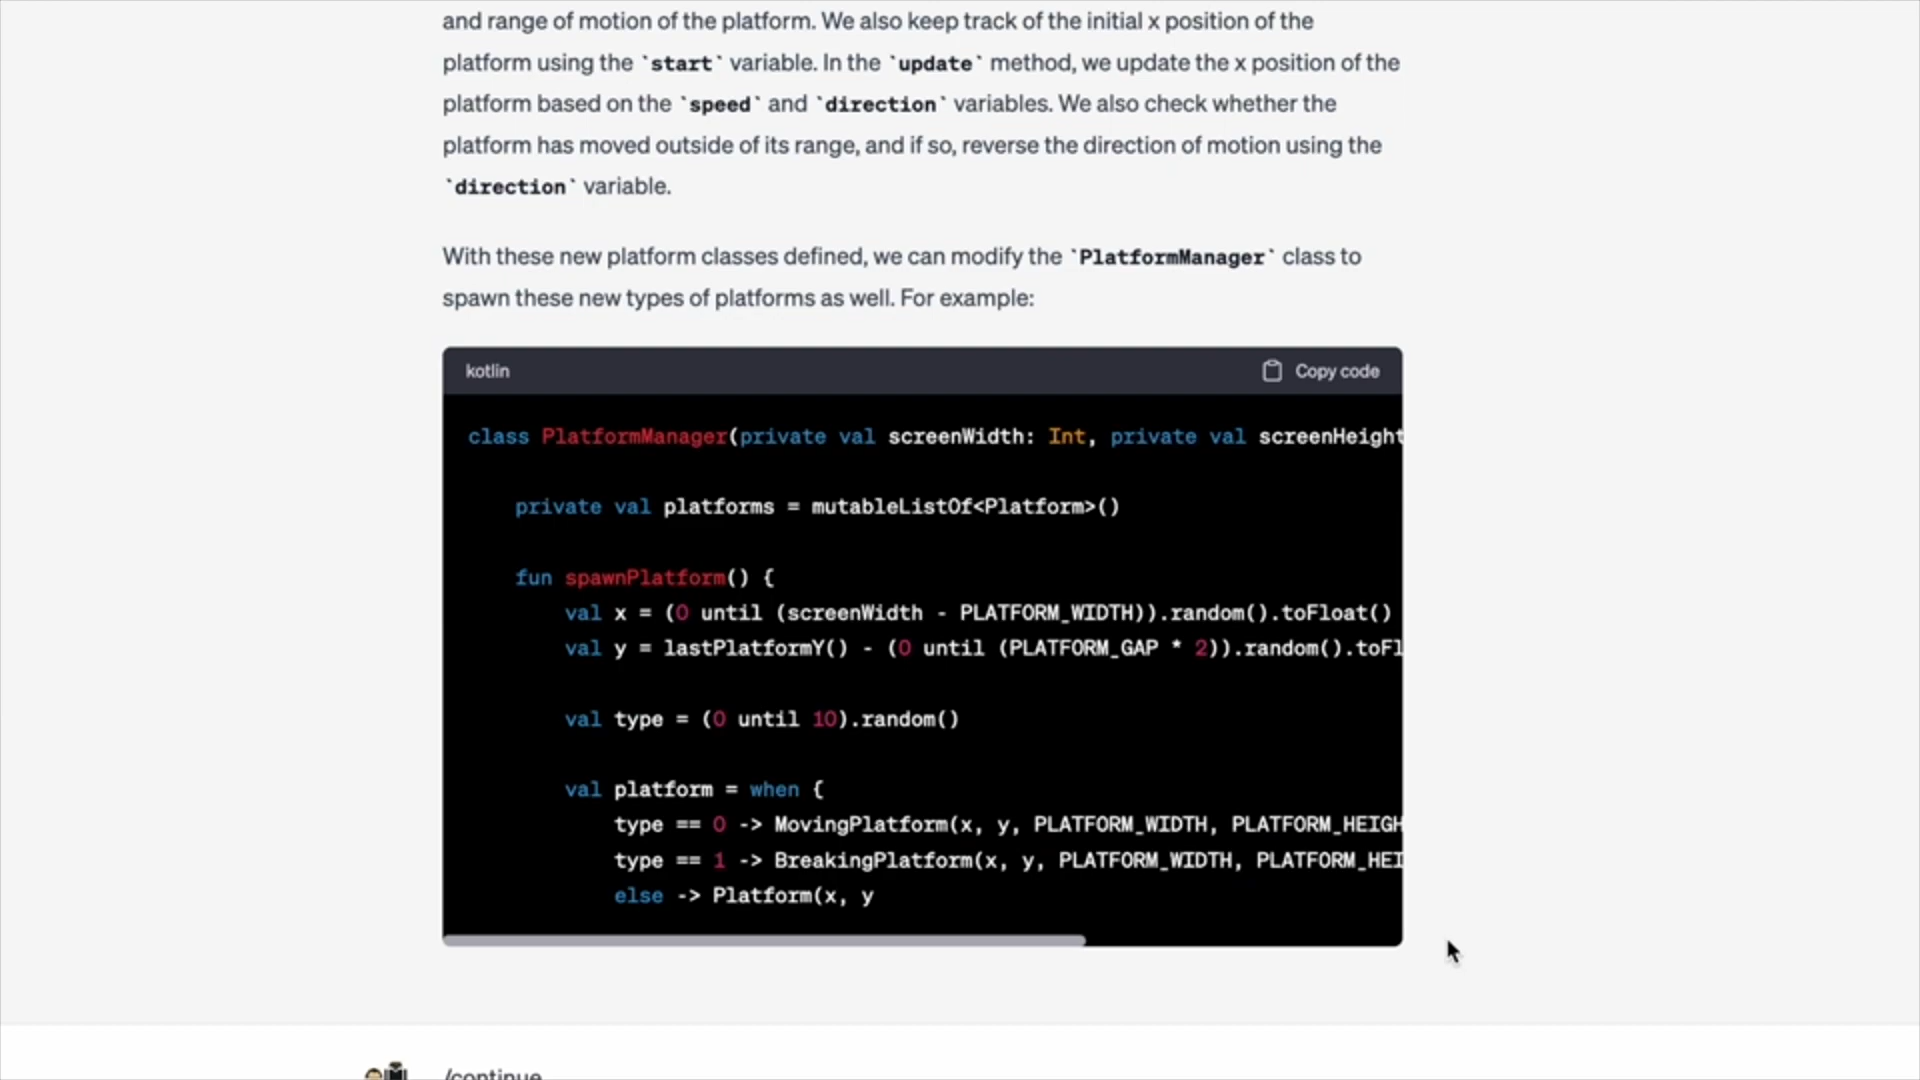 and range of motion of the platform. We also keep track of the initial x position of the
platform using the `start` variable. In the `update` method, we update the x position of the
platform based on the `speed` and `direction` variables. We also check whether the
platform has moved outside of its range, and if so, reverse the direction of motion using the
`direction` variable.
With these new platform classes defined, we can modify the `PlatformManager` class to
spawn these new types of platforms as well. For example:
kotlin
Copy code
class PlatformManager(private val screenWidth: Int, private val screenHeight
private val platforms = mutableListOf<Platform>()
fun spawnPlatform() {
val x = (0 until (screenWidth - PLATFORM_WIDTH)).random().toFloat()
val y = lastPlatformY() - (0 until (PLATFORM_GAP * 2)).random().toFl
val type = (0 until 10).random()
val platform = when {
type == 0 -> MovingPlatform(x, y, PLATFORM_WIDTH, PLATFORM_HEIGH
type == 1 -> BreakingPlatform(x, y, PLATFORM_WIDTH, PLATFORM_HEI
else -> Platform(x, y
/continue